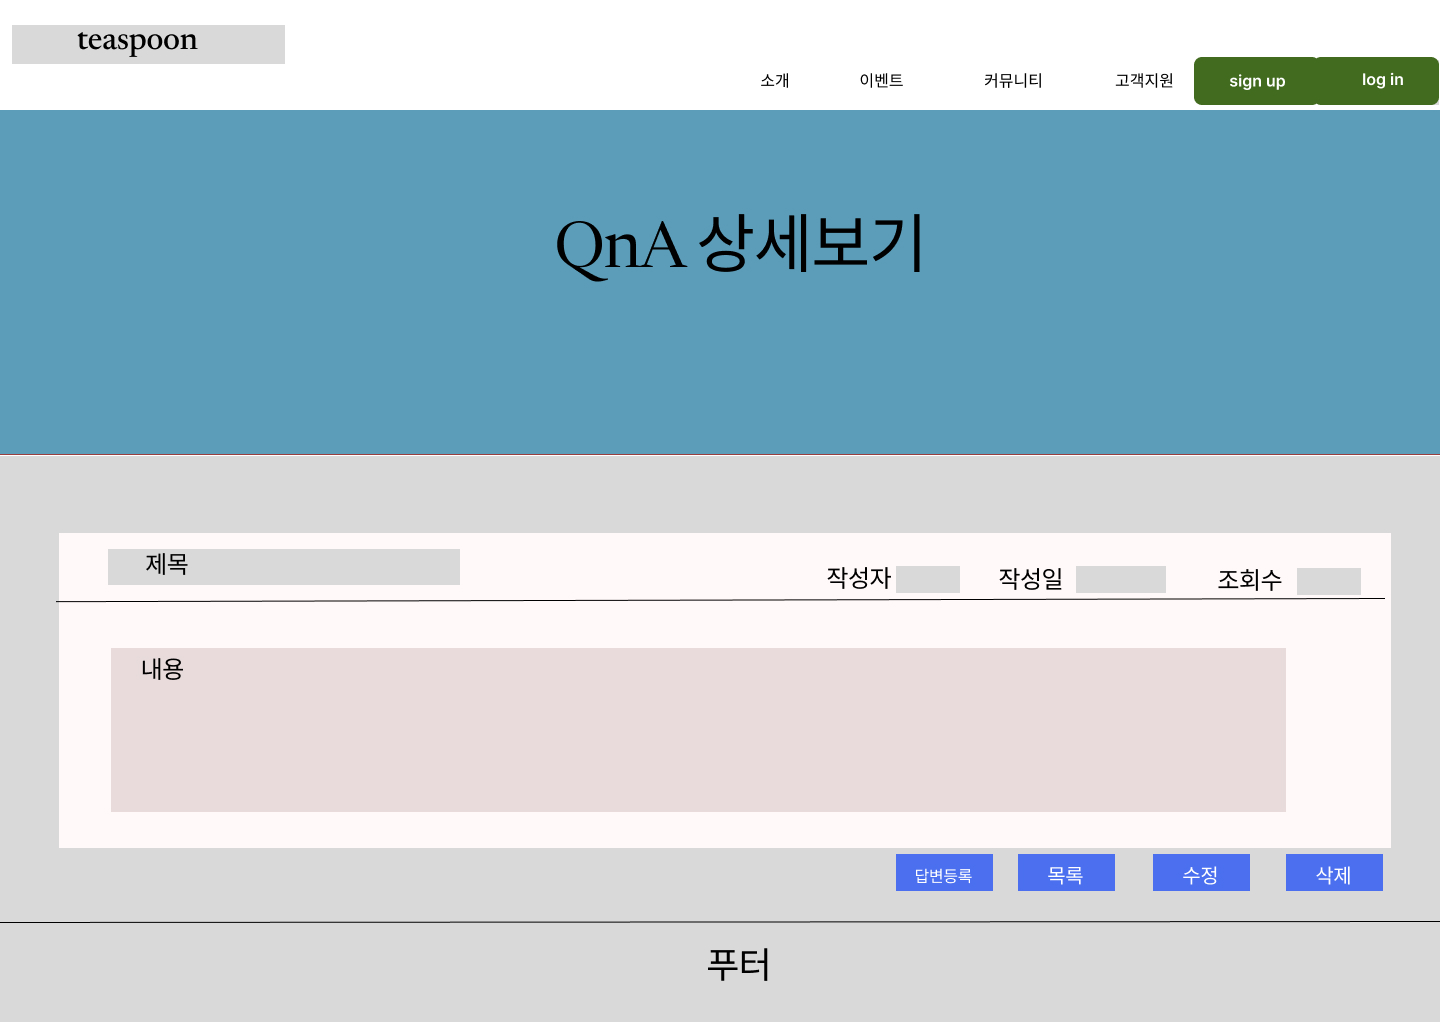 teaspoon
소개 이벤트 커뮤니티 고객지원 sign up log in
QnA 상세보기
제목 작성자 작성일 조회수
내용
답변등록 목록 수정 삭제
푸터